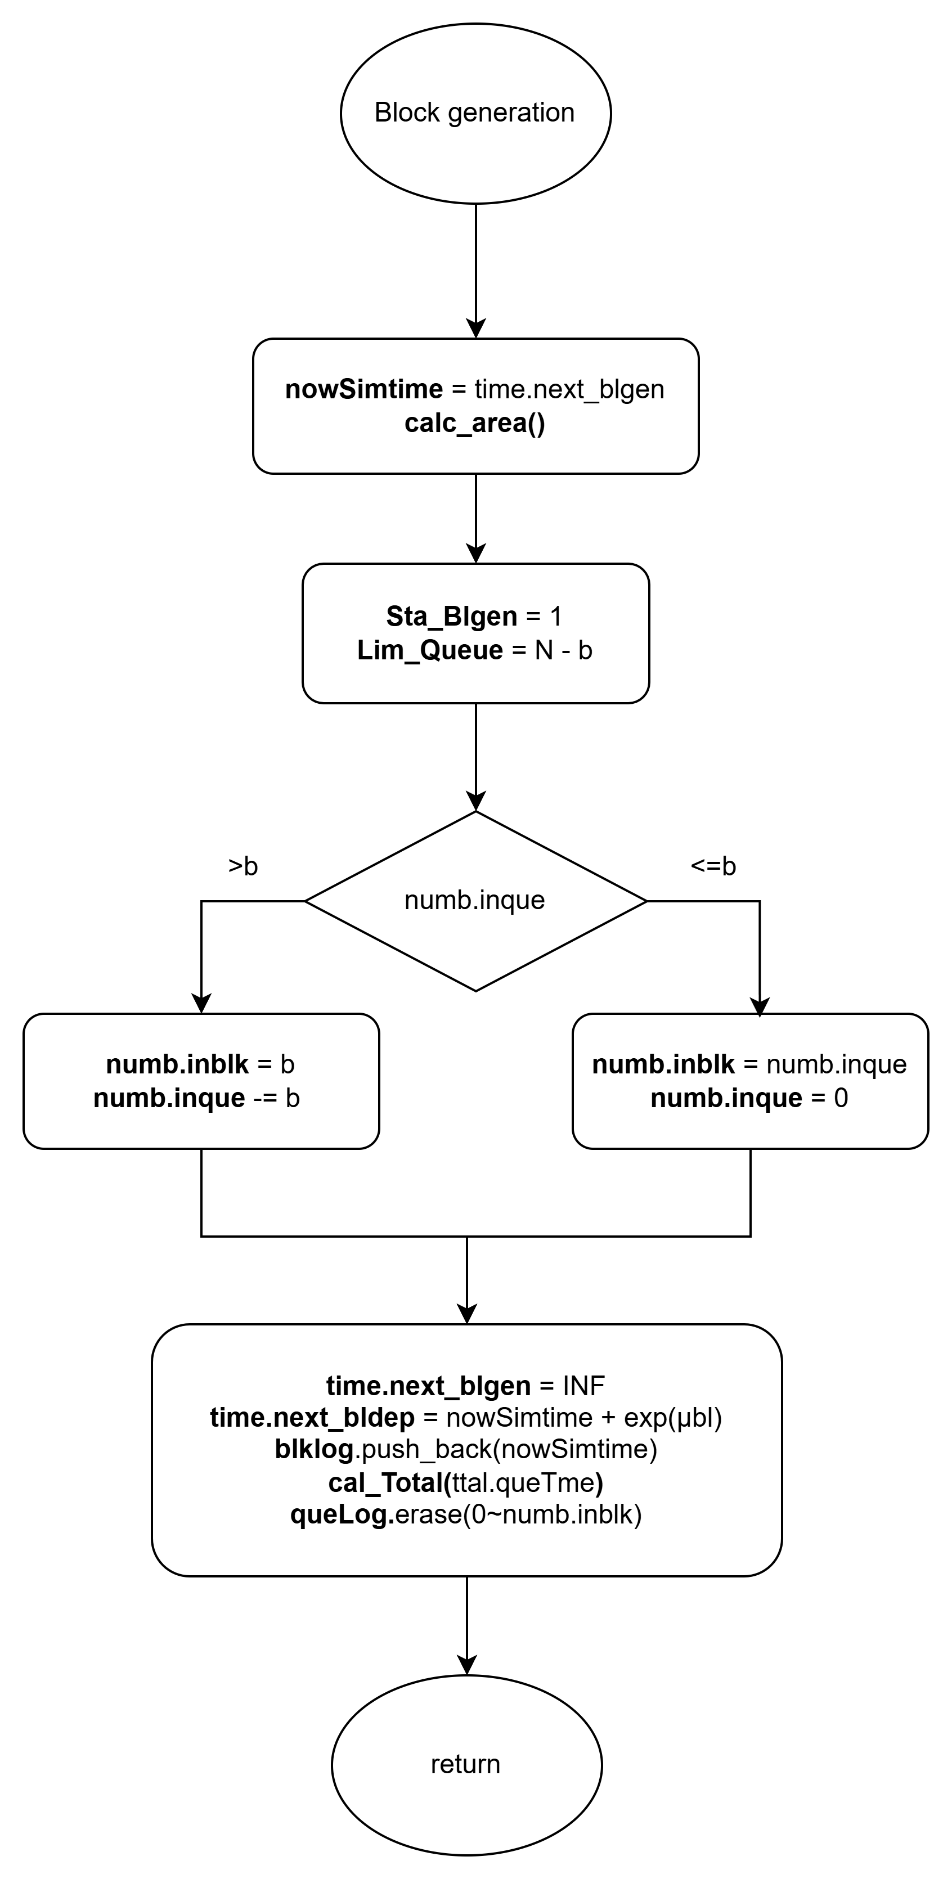 Block generation
nowSimtime = time.next_blgen
calc_area()
Sta_Blgen = 1
Lim_Queue = N - b
>b
<=b
numb.inque
numb.inblk = b
numb.inque -= b
numb.inblk = numb.inque
numb.inque = 0
time.next_blgen = INF
time.next_bldep = nowSimtime + exp(μbl)
blklog.push_back(nowSimtime)
cal_Total(ttal.queTme)
queLog.erase(0~numb.inblk)
return